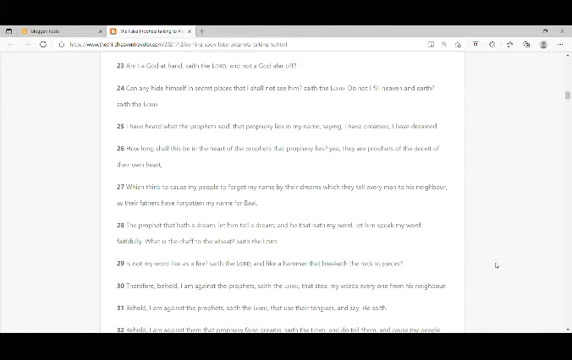 Blogger: Posts
The False Prophets talking to
23 Am I a God at hand, saith the LORD, and not a God afar off?
24 Can any hide himself in secret places that I shall not see him? saith the LORD. Do not I fill heaven and earth?
saith the LORD.
25 I have heard what the prophets said, that prophesy lies in my name, saying, I have dreamed, I have dreamed.
26 How long shall this be in the heart of the prophets that prophesy lies? yea, they are prophets of the deceit of
their own heart;
27 Which think to cause my people to forget my name by their dreams which they tell every man to his neighbour,
as their fathers have forgotten my name for Baal.
28 The prophet that hath a dream, let him tell a dream; and he that hath my word, let him speak my word
faithfully. What is the chaff to the wheat? saith the LORD.
29 Is not my word like as a fire? saith the LORD; and like a hammer that breaketh the rock in pieces?
30 Therefore, behold, I am against the prophets, saith the LORD, that steal my words every one from his neighbour.
31 Behold, I am against the prophets, saith the LORD, that use their tongues, and say, He saith.
32 Behold, I am against them that prophesy false dreams, saith the LORD, and do tell them, and cause my people